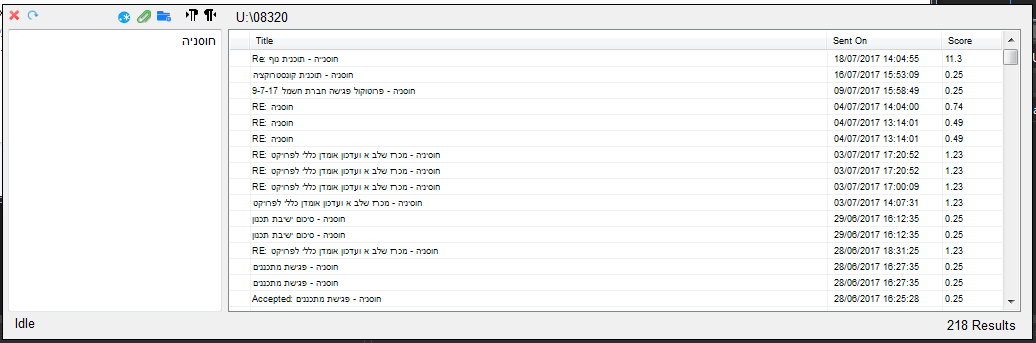 U:\08320
חוסניה
Title Sent On Score
Re: חוסנייה - תוכנית נוף 18/07/2017 14:04:55 11.3
חוסניה - תוכנית קונסטרוקציה 16/07/2017 15:53:09 0.25
חוסניה - פרוטוקול פגישה חברת חשמל 9-7-17 09/07/2017 15:58:49 0.25
RE: חוסניה 04/07/2017 14:04:00 0.74
RE: חוסניה 04/07/2017 13:14:01 0.49
RE: חוסניה 04/07/2017 13:14:01 0.49
RE: חוסיניה - מכרז שלב א ועדכון אומדן כללי לפרויקט 03/07/2017 17:20:52 1.23
RE: חוסיניה - מכרז שלב א ועדכון אומדן כללי לפרויקט 03/07/2017 17:20:52 1.23
RE: חוסיניה - מכרז שלב א ועדכון אומדן כללי לפרויקט 03/07/2017 17:00:09 1.23
חוסיניה - מכרז שלב א ועדכון אומדן כללי לפרויקט 03/07/2017 14:07:31 1.23
חוסניה - סיכום ישיבת תכנון 29/06/2017 16:12:35 0.25
חוסניה - סיכום ישיבת תכנון 29/06/2017 16:12:35 0.25
RE: חוסניה - מכרז שלב א ועדכון אומדן כללי לפרויקט 28/06/2017 18:31:25 1.23
חוסניה - פגישת מתכננים 28/06/2017 16:27:35 0.25
חוסניה - פגישת מתכננים 28/06/2017 16:27:35 0.25
Accepted: חוסניה - פגישת מתכננים 28/06/2017 16:25:28 0.25
Idle
218 Results